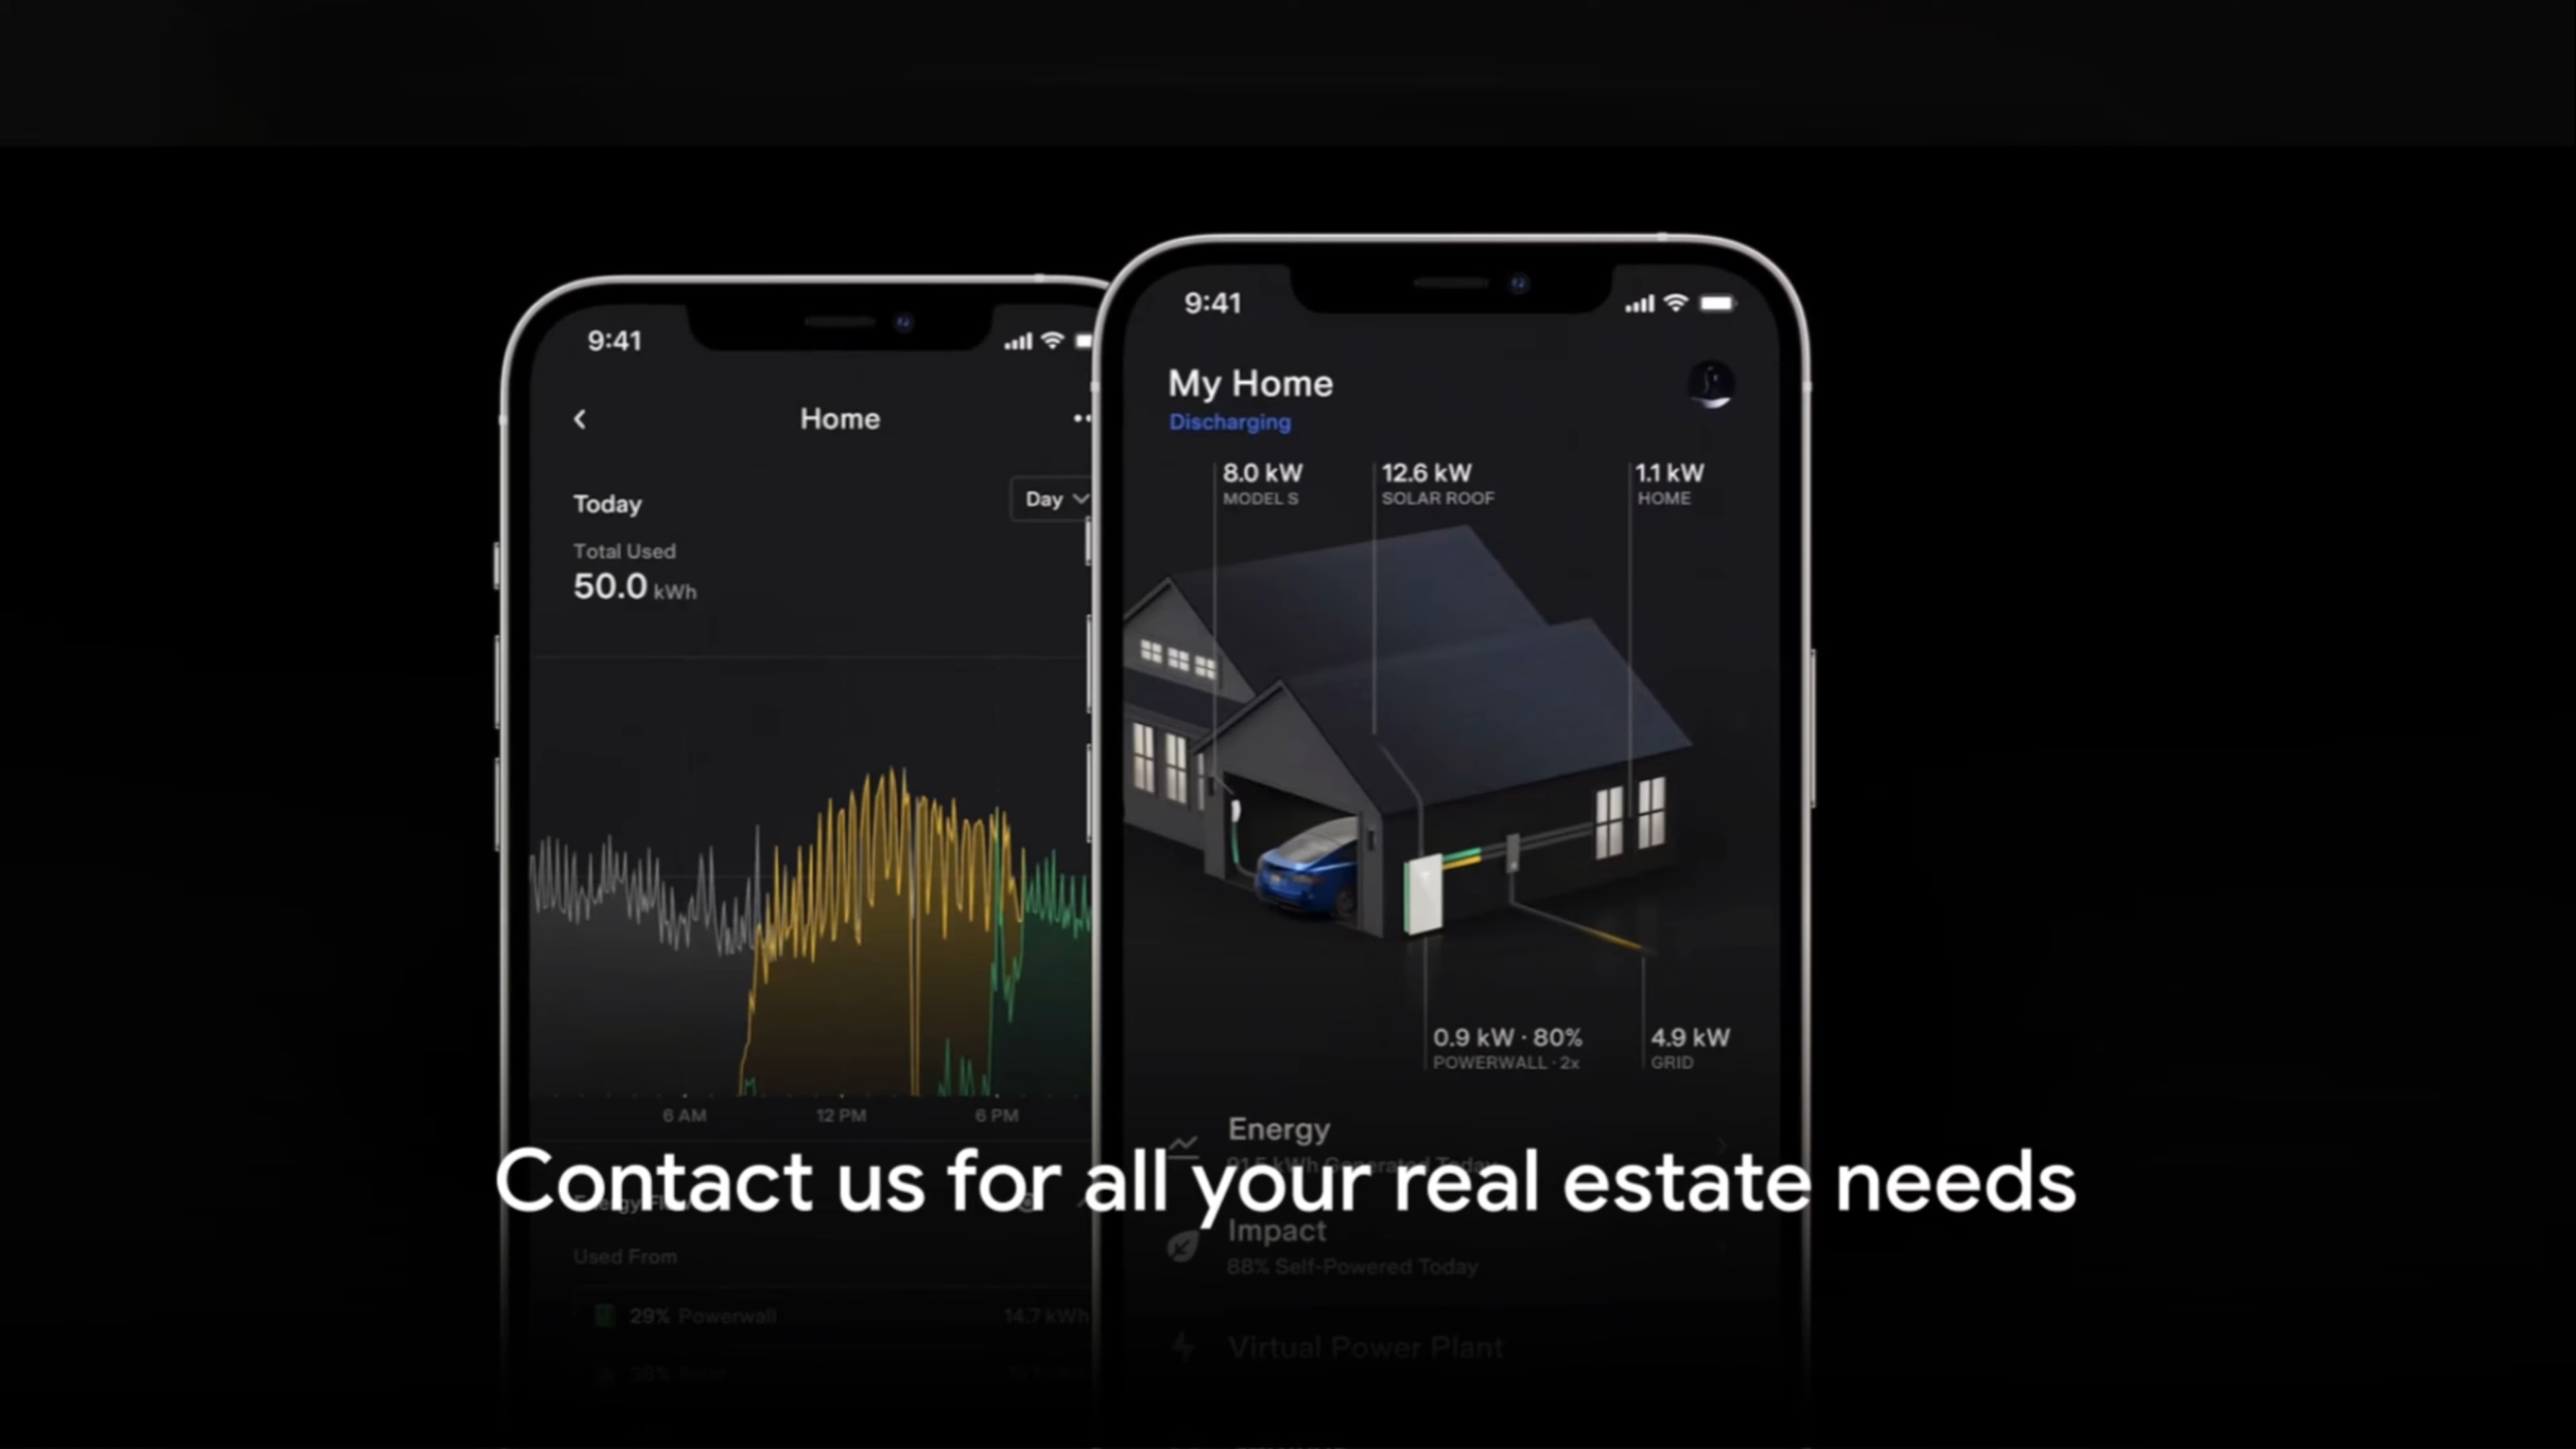 9:41
Home
Today
Day
Total Used
50.0 kWh
6 AM
12 PM
6 PM
Used From
29% Powerwall
14.7 kWh
9:41
My Home
Discharging
8.0 kW
MODEL S
12.6 kW
SOLAR ROOF
1.1 kW
HOME
0.9 kW · 80%
POWERWALL · 2x
4.9 kW
GRID
Energy
Contact us for all your real estate needs
Impact
88% Self-Powered Today
Virtual Power Plant